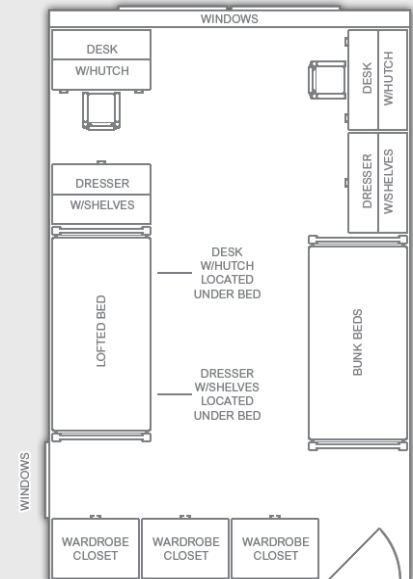 WINDOWS
DESK
W/HUTCH
DESK
W/HUTCH
DRESSER
W/SHELVES
DRESSER
W/SHELVES
LOFTED BED
DESK
W/HUTCH
LOCATED
UNDER BED
BUNK BEDS
DRESSER
W/SHELVES
LOCATED
UNDER BED
WINDOWS
WARDROBE
CLOSET
WARDROBE
CLOSET
WARDROBE
CLOSET